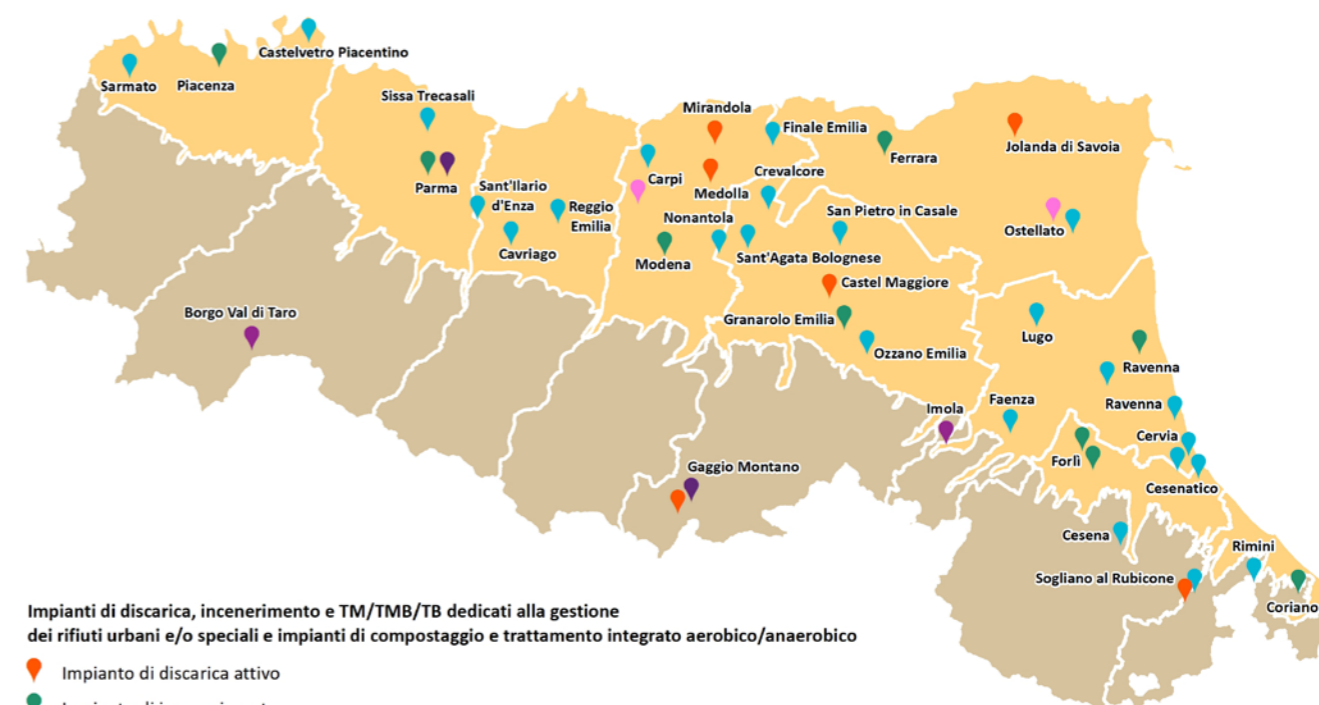 Castelvetro Piacentino
Sarmato
Piacenza
Sissa Trecasali
Mirandola
Finale Emilia
Jolanda di Savoia
Ferrara
Parma
Sant'Ilario
d'Enza
Reggio
Emilia
Cavriago
Carpi
Medolla
Crevalcore
Nonantola
San Pietro in Casale
Ostellato
Modena
Sant'Agata Bolognese
Castel Maggiore
Borgo Val di Taro
Granarolo Emilia
Ozzano Emilia
Lugo
Ravenna
Ravenna
Faenza
Imola
Cervia
Forlì
Gaggio Montano
Cesenatico
Cesena
Rimini
Sogliano al Rubicone
Coriano
Impianti di discarica, incenerimento e TM/TMB/TB dedicati alla gestione
dei rifiuti urbani e/o speciali e impianti di compostaggio e trattamento integrato aerobico/anaerobico
Impianto di discarica attivo